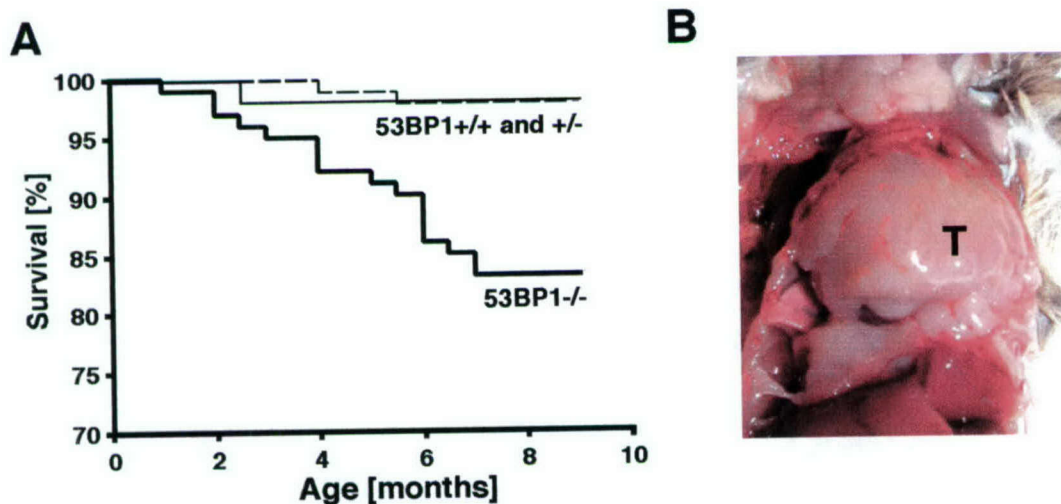 A
100
95
90
85
80
75
70
Survival [%]
53BP1+/+ and +/-
53BP1-/-
0 2 4 6 8 10
Age [months]
B
T